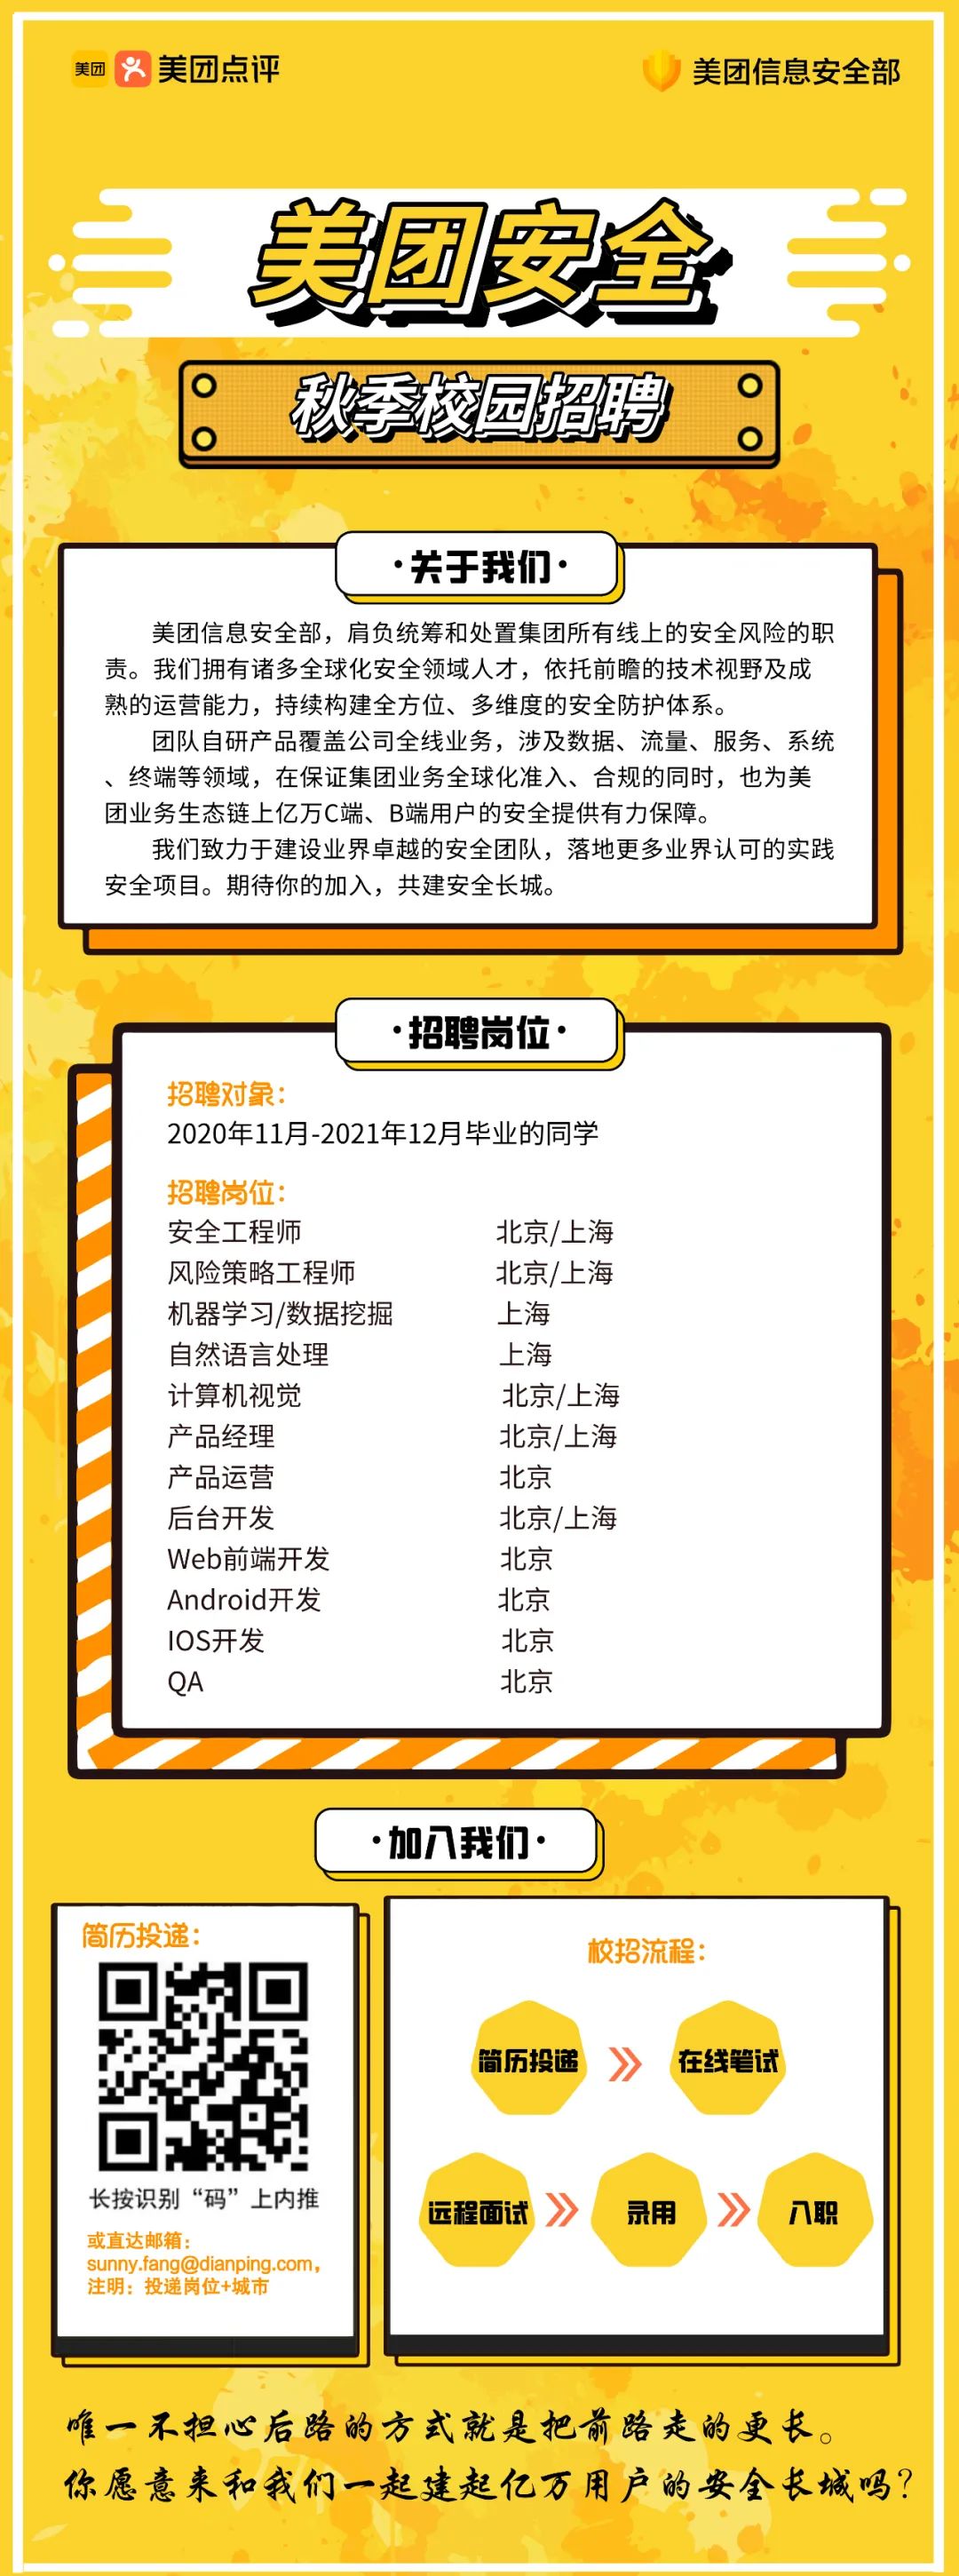 美团 美团点评
美团信息安全部
美团安全
秋季校园招聘
·关于我们·
美团信息安全部，肩负统筹和处置集团所有线上的安全风险的职
责。我们拥有诸多全球化安全领域人才，依托前瞻的技术视野及成
熟的运营能力，持续构建全方位、多维度的安全防护体系。
团队自研产品覆盖公司全线业务，涉及数据、流量、服务、系统
、终端等领域，在保证集团业务全球化准入、合规的同时，也为美
团业务生态链上亿万C端、B端用户的安全提供有力保障。
我们致力于建设业界卓越的安全团队，落地更多业界认可的实践
安全项目。期待你的加入，共建安全长城。
·招聘岗位·
招聘对象：
2020年11月-2021年12月毕业的同学
招聘岗位：
安全工程师 北京/上海
风险策略工程师 北京/上海
机器学习/数据挖掘 上海
自然语言处理 上海
计算机视觉 北京/上海
产品经理 北京/上海
产品运营 北京
后台开发 北京/上海
Web前端开发 北京
Android开发 北京
IOS开发 北京
QA 北京
·加入我们·
简历投递：
长按识别“码”上内推
或直达邮箱：
sunny.fang@dianping.com，
注明：投递岗位+城市
校招流程：
简历投递 在线笔试
远程面试 录用 入职
唯一不担心后路的方式就是把前路走的更长。
你愿意来和我们一起建起亿万用户的安全长城吗？